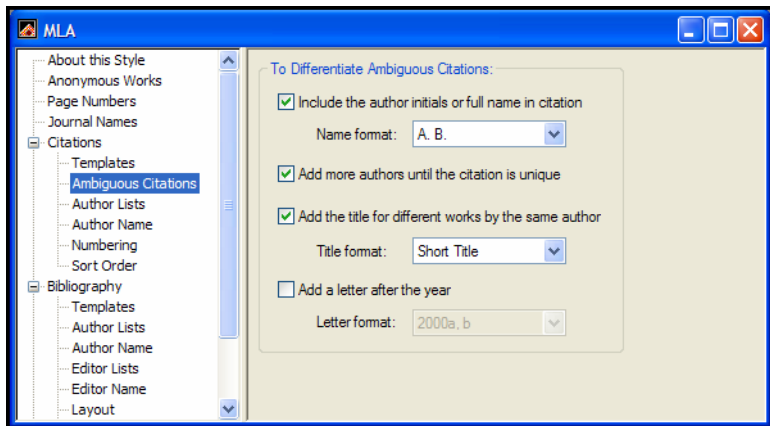 MLA
About this Style
Anonymous Works
Page Numbers
Journal Names
Citations
Templates
Ambiguous Citations
Author Lists
Author Name
Numbering
Sort Order
Bibliography
Templates
Author Lists
Author Name
Editor Lists
Editor Name
Layout
To Differentiate Ambiguous Citations:
Include the author initials or full name in citation
Name format: A. B.
Add more authors until the citation is unique
Add the title for different works by the same author
Title format: Short Title
Add a letter after the year
Letter format: 2000a, b